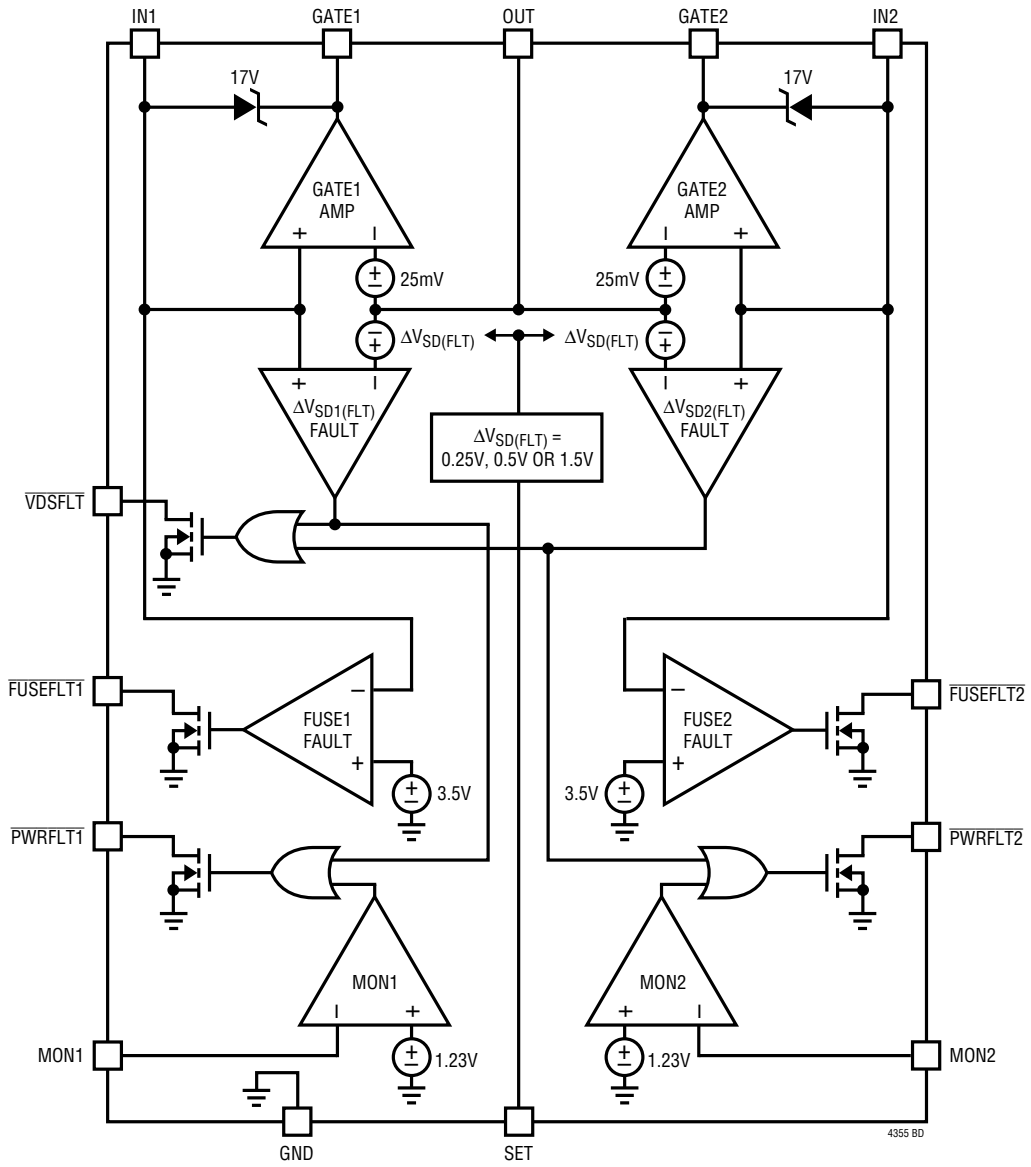 IN1
GATE1
OUT
GATE2
IN2
17V
17V
GATE1
AMP
GATE2
AMP
+
–
–
+
+
–
25mV
25mV
+
–
–
+
ΔVSD(FLT)
ΔVSD(FLT)
–
+
+
–
–
+
ΔVSD1(FLT)
FAULT
ΔVSD2(FLT)
FAULT
ΔVSD(FLT) =
0.25V, 0.5V OR 1.5V
VDSFLT
FUSEFLT1
–
–
FUSEFLT2
FUSE1
FAULT
FUSE2
FAULT
+
+
+
–
3.5V
3.5V
+
–
PWRFLT1
PWRFLT2
MON1
MON2
–
+
+
–
MON1
+
–
1.23V
+
–
1.23V
MON2
GND
SET
4355 BD